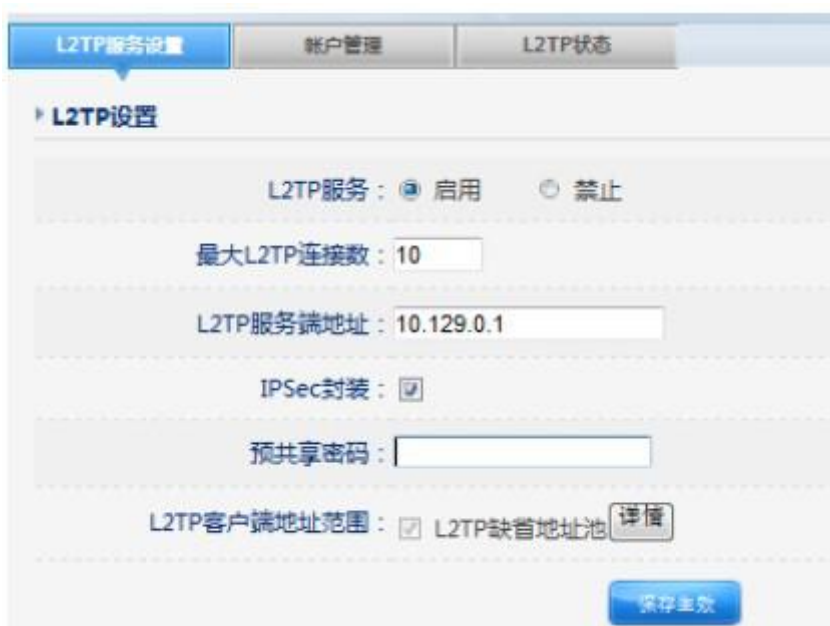 L2TP服务设置 帐户管理 L2TP状态
L2TP设置
L2TP服务： 启用 禁止
最大L2TP连接数：10
L2TP服务端地址：10.129.0.1
IPSec封装：
预共享密码：
L2TP客户端地址范围： L2TP缺省地址池 详情
保存生效